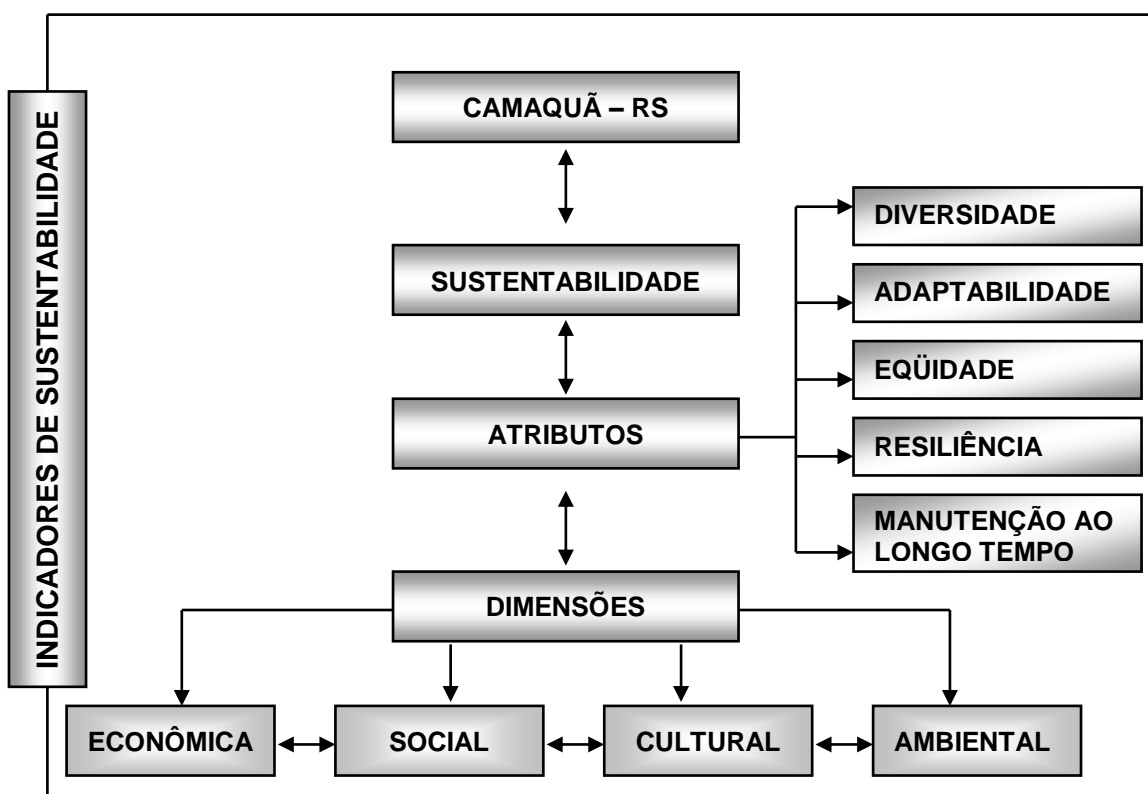 INDICADORES DE SUSTENTABILIDADE
CAMAQUÃ – RS
SUSTENTABILIDADE
ATRIBUTOS
DIVERSIDADE
ADAPTABILIDADE
EQÜIDADE
RESILIÊNCIA
MANUTENÇÃO AO
LONGO TEMPO
DIMENSÕES
ECONÔMICA
SOCIAL
CULTURAL
AMBIENTAL